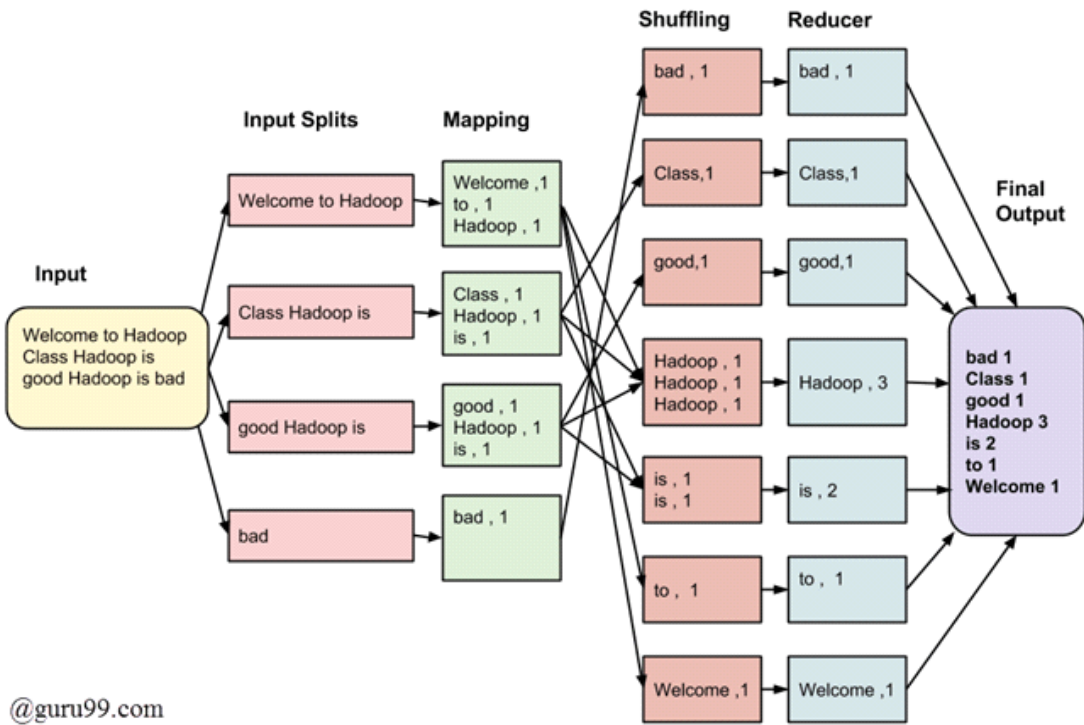 Shuffling
Reducer
Input Splits
Mapping
Final
Output
Input
Welcome to Hadoop
Class Hadoop is
good Hadoop is bad
Welcome to Hadoop
Class Hadoop is
good Hadoop is
bad
Welcome ,1
to , 1
Hadoop , 1
Class , 1
Hadoop , 1
is , 1
good , 1
Hadoop , 1
is , 1
bad , 1
bad , 1
Class,1
good,1
Hadoop , 1
Hadoop , 1
Hadoop , 1
is , 1
is , 1
to , 1
Welcome ,1
bad , 1
Class,1
good,1
Hadoop , 3
is , 2
to , 1
Welcome ,1
bad 1
Class 1
good 1
Hadoop 3
is 2
to 1
Welcome 1
@guru99.com